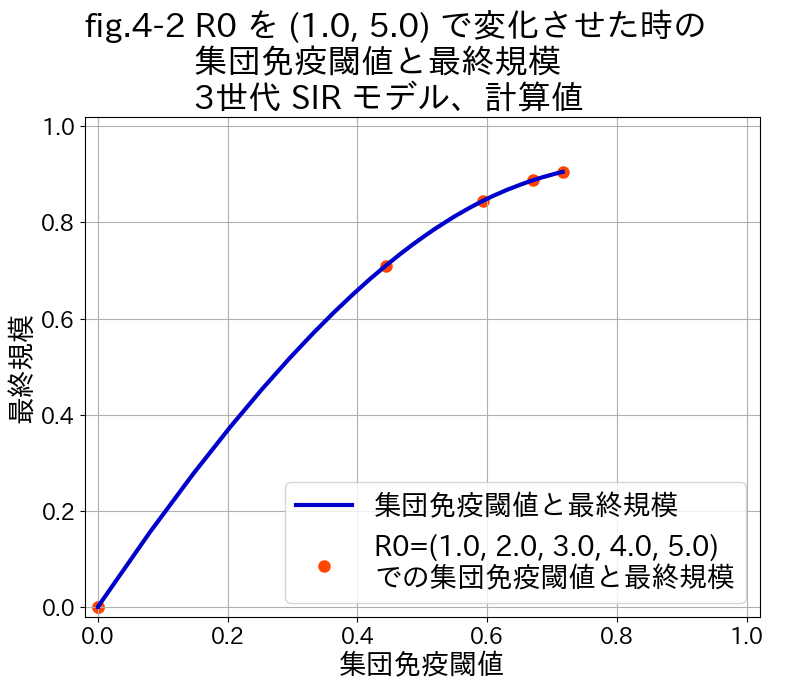 fig.4-2 R0 を (1.0, 5.0) で変化させた時の
集団免疫閾値と最終規模
3世代 SIR モデル、計算値
1.0
0.8
0.6
0.4
0.2
0.0
最終規模
集団免疫閾値と最終規模
R0=(1.0, 2.0, 3.0, 4.0, 5.0)
での集団免疫閾値と最終規模
0.0 0.2 0.4 0.6 0.8 1.0
集団免疫閾値